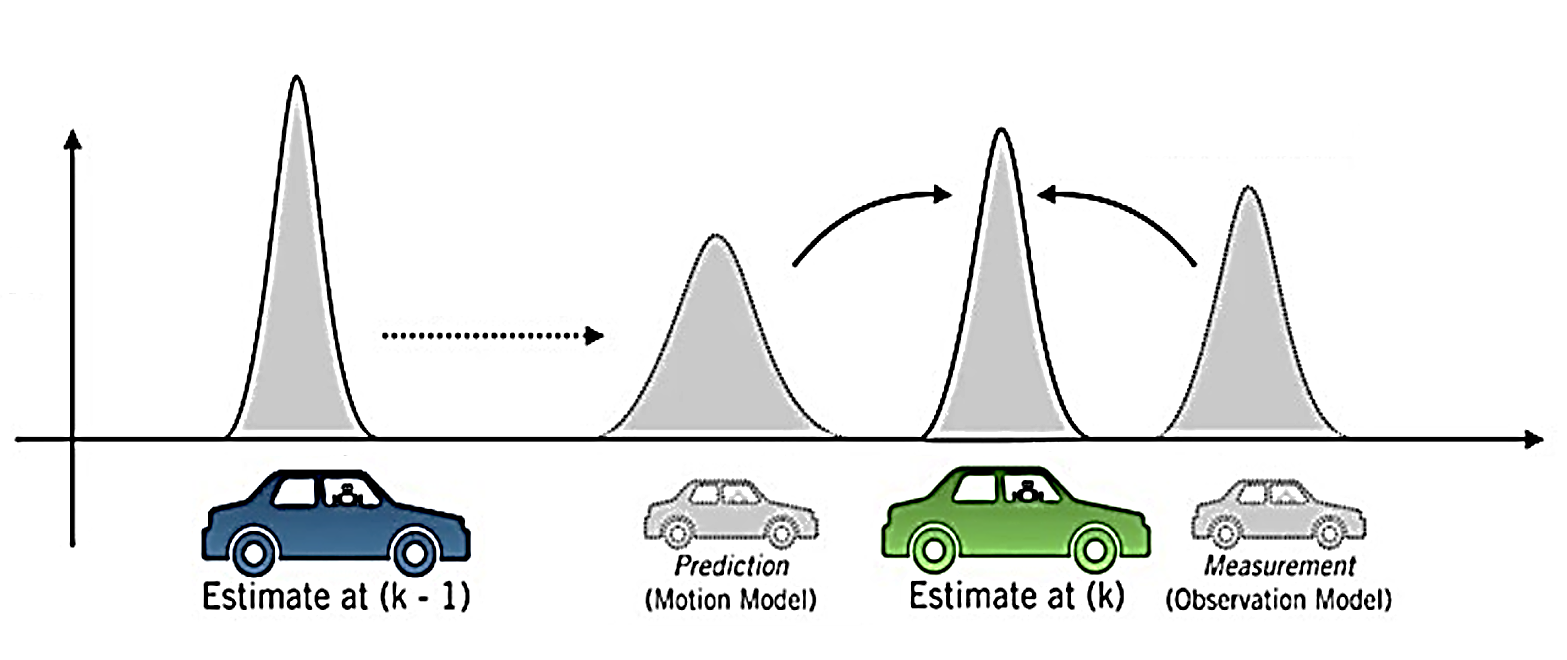 Estimate at (k - 1)
Prediction
(Motion Model)
Estimate at (k)
Measurement
(Observation Model)